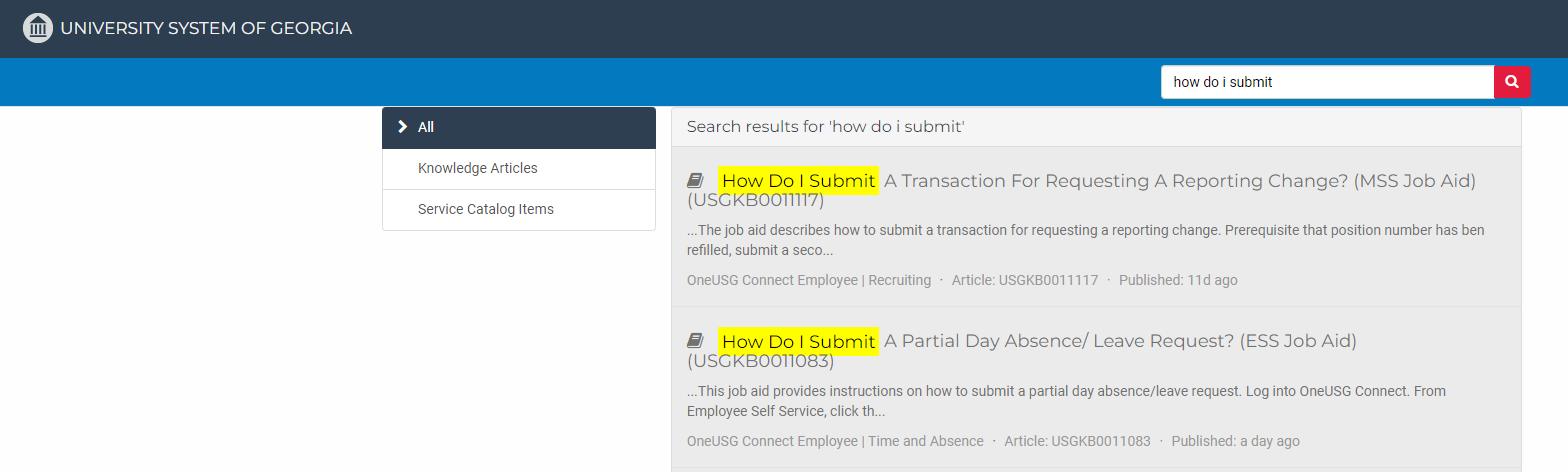 UNIVERSITY SYSTEM OF GEORGIA
how do i submit
All
Knowledge Articles
Service Catalog Items
Search results for 'how do i submit'
How Do I Submit A Transaction For Requesting A Reporting Change? (MSS Job Aid)
(USGKB0011117)
...The job aid describes how to submit a transaction for requesting a reporting change. Prerequisite that position number has ben
refilled, submit a seco...
OneUSG Connect Employee | Recruiting · Article: USGKB0011117 · Published: 11d ago
How Do I Submit A Partial Day Absence/ Leave Request? (ESS Job Aid)
(USGKB0011083)
...This job aid provides instructions on how to submit a partial day absence/leave request. Log into OneUSG Connect. From
Employee Self Service, click th...
OneUSG Connect Employee | Time and Absence · Article: USGKB0011083 · Published: a day ago